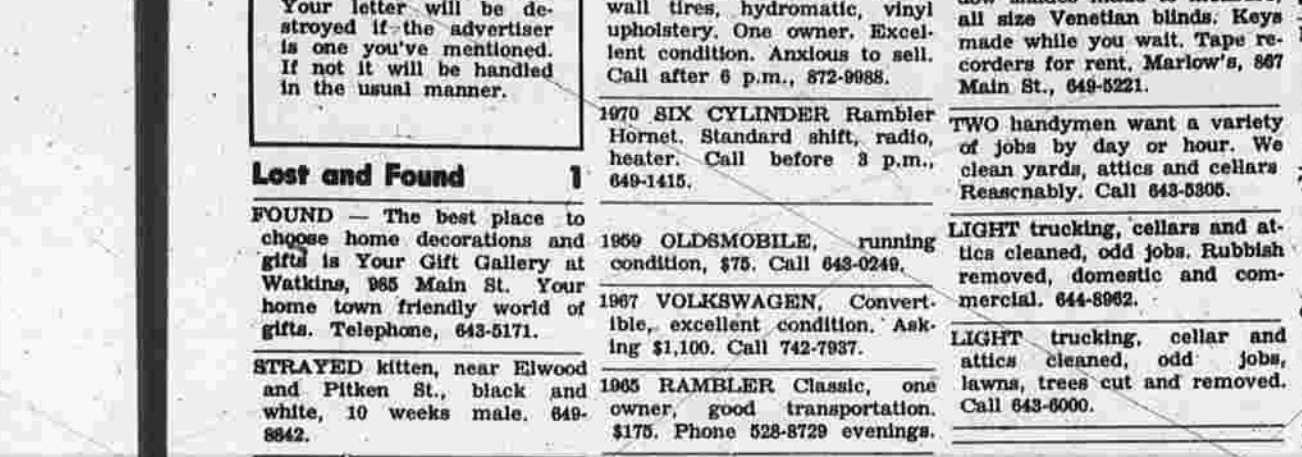 Your letter will be de-
stroyed if the advertiser
is one you've mentioned.
If not it will be handled
in the usual manner.
Lost and Found 1
FOUND — The best place to
choose home decorations and
gifts is Your Gift Gallery at
Watkins, 985 Main St. Your
home town friendly world of
gifts. Telephone, 643-5171.
STRAYED kitten, near Elwood
and Pitken St., black and
white, 10 weeks male. 649-
8842.
wall tires, hydromatic, vinyl
upholstery. One owner. Excel-
lent condition. Anxious to sell.
Call after 6 p.m., 872-9988.
1970 SIX CYLINDER Rambler
Hornet. Standard shift, radio,
heater. Call before 3 p.m.,
649-1415.
1959 OLDSMOBILE, running
condition, $75. Call 643-0249.
1967 VOLKSWAGEN, Convert-
ible, excellent condition. Ask-
ing $1,100. Call 742-7937.
1965 RAMBLER Classic, one
owner, good transportation.
$175. Phone 528-8729 evenings.
all size Venetian blinds. Keys
made while you wait. Tape re-
corders for rent. Marlow's, 867
Main St., 649-5221.
TWO handymen want a variety
of jobs by day or hour. We
clean yards, attics and cellars
Reascnably. Call 643-5305.
LIGHT trucking, cellars and at-
tics cleaned, odd jobs. Rubbish
removed, domestic and com-
mercial. 644-8962.
LIGHT trucking, cellar and
attics cleaned, odd jobs,
lawns, trees cut and removed.
Call 643-6000.